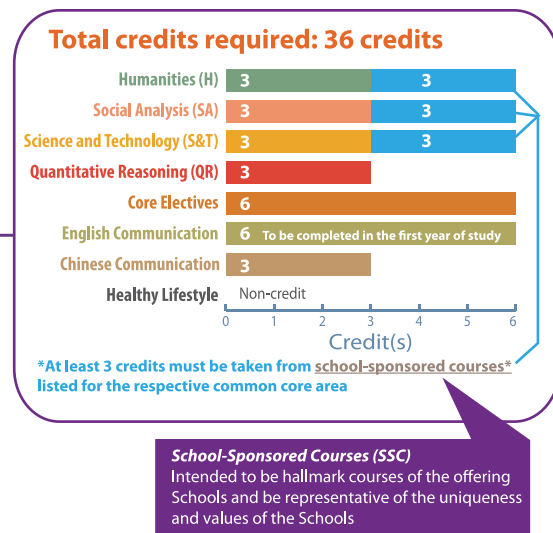 Total credits required: 36 credits
Humanities (H) 3 3
Social Analysis (SA) 3 3
Science and Technology (S&T) 3 3
Quantitative Reasoning (QR) 3
Core Electives 6
English Communication 6 To be completed in the first year of study
Chinese Communication 3
Healthy Lifestyle Non-credit
0 1 2 3 4 5 6
Credit(s)
*At least 3 credits must be taken from school-sponsored courses*
listed for the respective common core area
School-Sponsored Courses (SSC)
Intended to be hallmark courses of the offering
Schools and be representative of the uniqueness
and values of the Schools